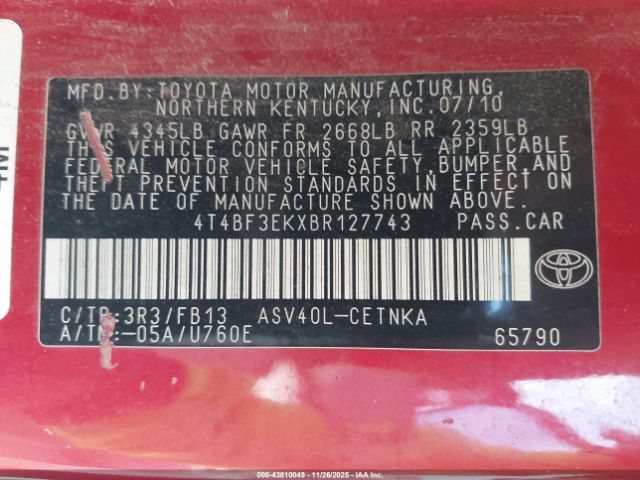 MFD.BY:TOYOTA MOTOR MANUFACTURING,
NORTHERN KENTUCKY, INC. 07/10
GVWR 4345LB GAWR FR 2668LB RR 2359LB
THIS VEHICLE CONFORMS TO ALL APPLICABLE
FEDERAL MOTOR VEHICLE SAFETY, BUMPER, AND
THEFT PREVENTION STANDARDS IN EFFECT ON
THE DATE OF MANUFACTURE SHOWN ABOVE.
4T4BF3EKXBR127743 PASS.CAR
C/TR:3R3/FB13 ASV40L-CETNKA
A/TM:-05A/U760E 65790
TOYOTA
000-43810049 - 11/26/2025 - IAA Inc.